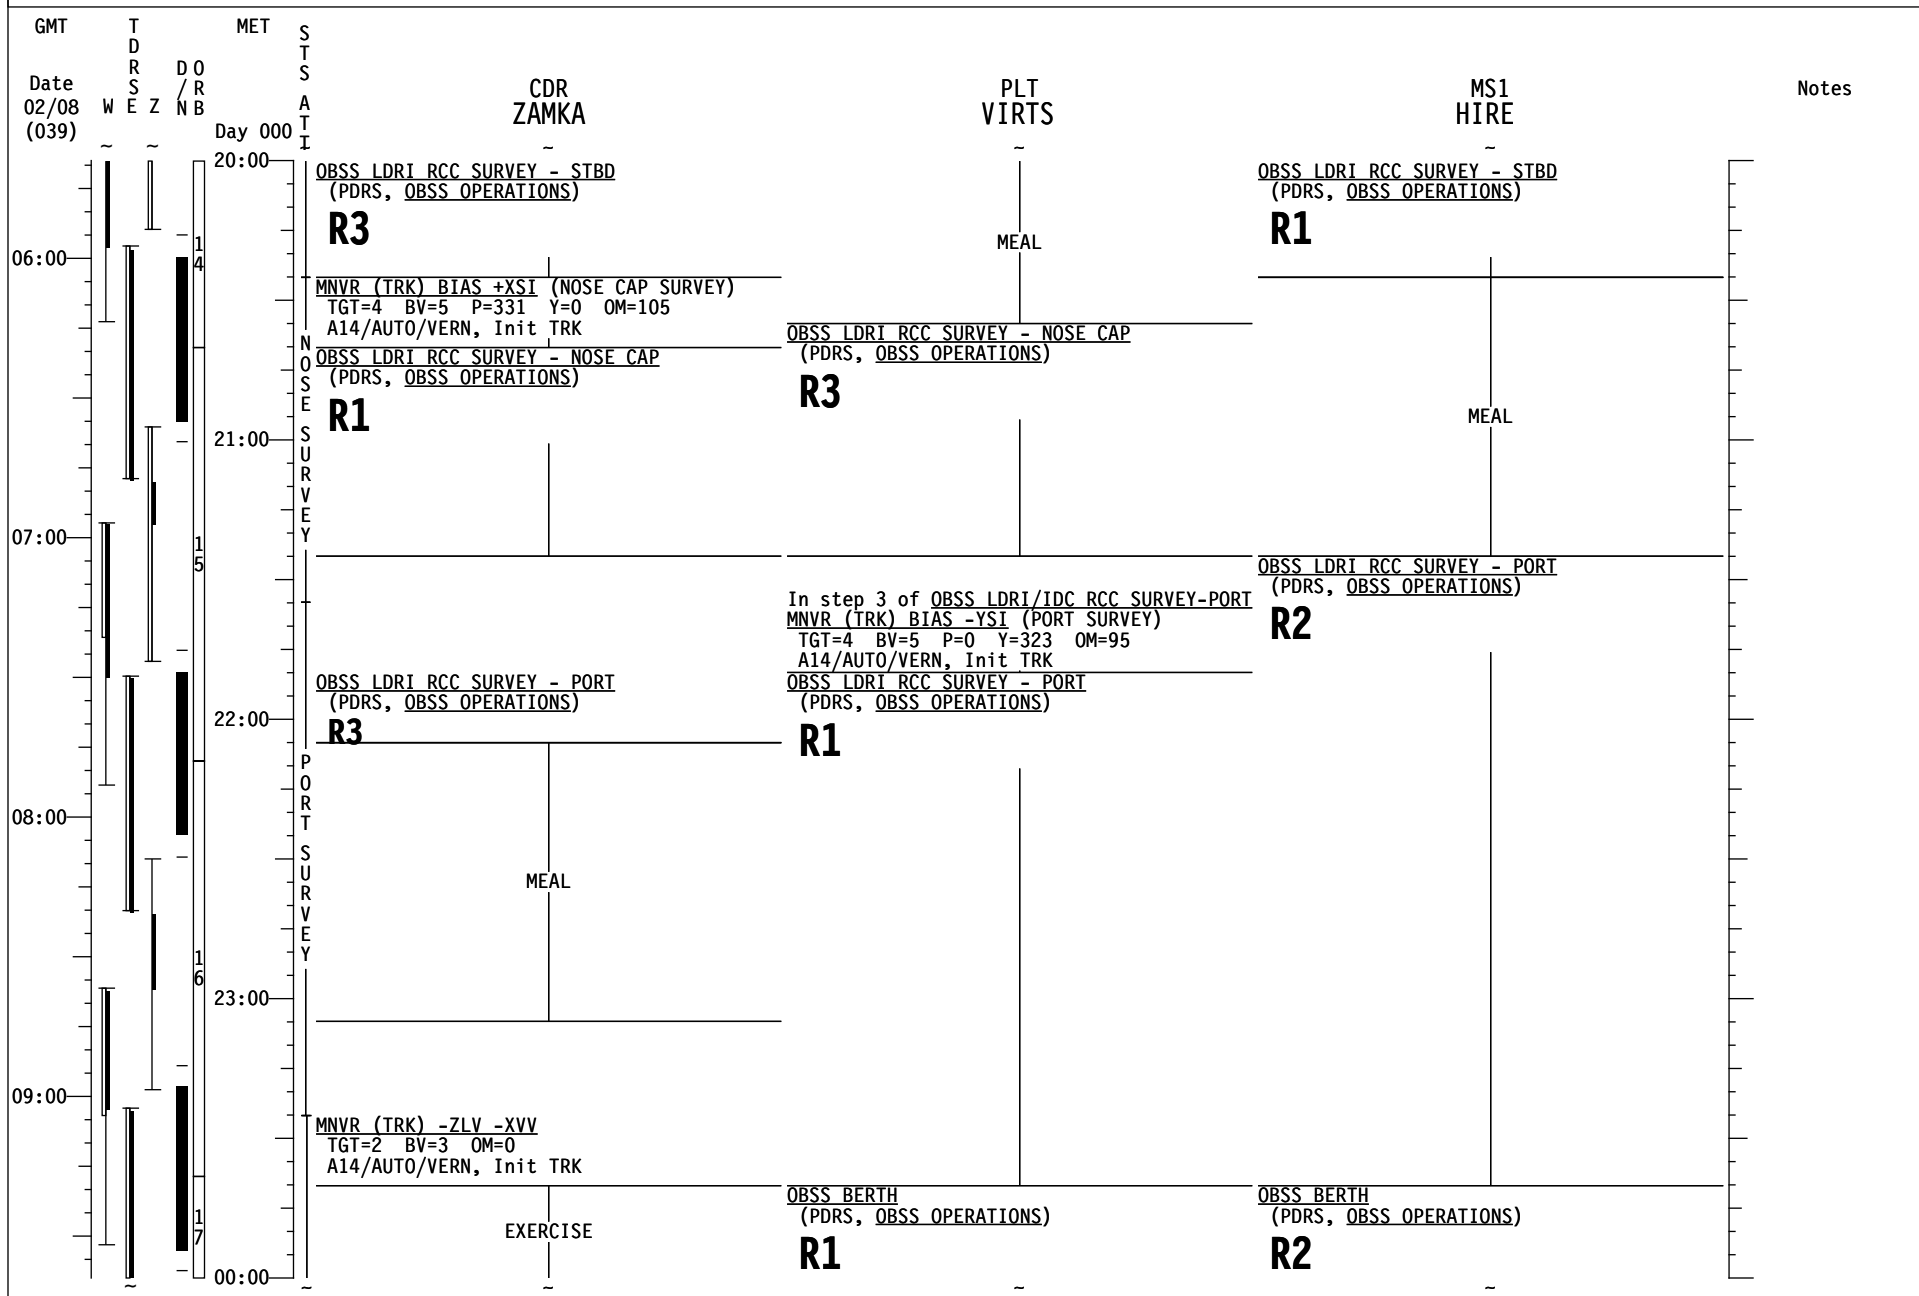 GMT
TDRS
MET
STS ATT
Date
02/08
(039)
W E Z
D/N
ORB
Day 000
CDR
ZAMKA
PLT
VIRTS
MS1
HIRE
Notes
~ ~ ~ ~ ~
20:00
OBSS LDRI RCC SURVEY - STBD
(PDRS, OBSS OPERATIONS)
R3
MEAL
OBSS LDRI RCC SURVEY - STBD
(PDRS, OBSS OPERATIONS)
R1
14
06:00
MNVR (TRK) BIAS +XSI (NOSE CAP SURVEY)
TGT=4 BV=5 P=331 Y=0 OM=105
A14/AUTO/VERN, Init TRK
NOSE SURVEY
OBSS LDRI RCC SURVEY - NOSE CAP
(PDRS, OBSS OPERATIONS)
R1
OBSS LDRI RCC SURVEY - NOSE CAP
(PDRS, OBSS OPERATIONS)
R3
MEAL
21:00
07:00
15
OBSS LDRI RCC SURVEY - PORT
(PDRS, OBSS OPERATIONS)
R2
In step 3 of OBSS LDRI/IDC RCC SURVEY-PORT
MNVR (TRK) BIAS -YSI (PORT SURVEY)
TGT=4 BV=5 P=0 Y=323 OM=95
A14/AUTO/VERN, Init TRK
OBSS LDRI RCC SURVEY - PORT
(PDRS, OBSS OPERATIONS)
R3
OBSS LDRI RCC SURVEY - PORT
(PDRS, OBSS OPERATIONS)
R1
22:00
PORT SURVEY
08:00
MEAL
16
23:00
09:00
MNVR (TRK) -ZLV -XVV
TGT=2 BV=3 OM=0
A14/AUTO/VERN, Init TRK
17
EXERCISE
OBSS BERTH
(PDRS, OBSS OPERATIONS)
R1
OBSS BERTH
(PDRS, OBSS OPERATIONS)
R2
00:00
~ ~ ~ ~ ~